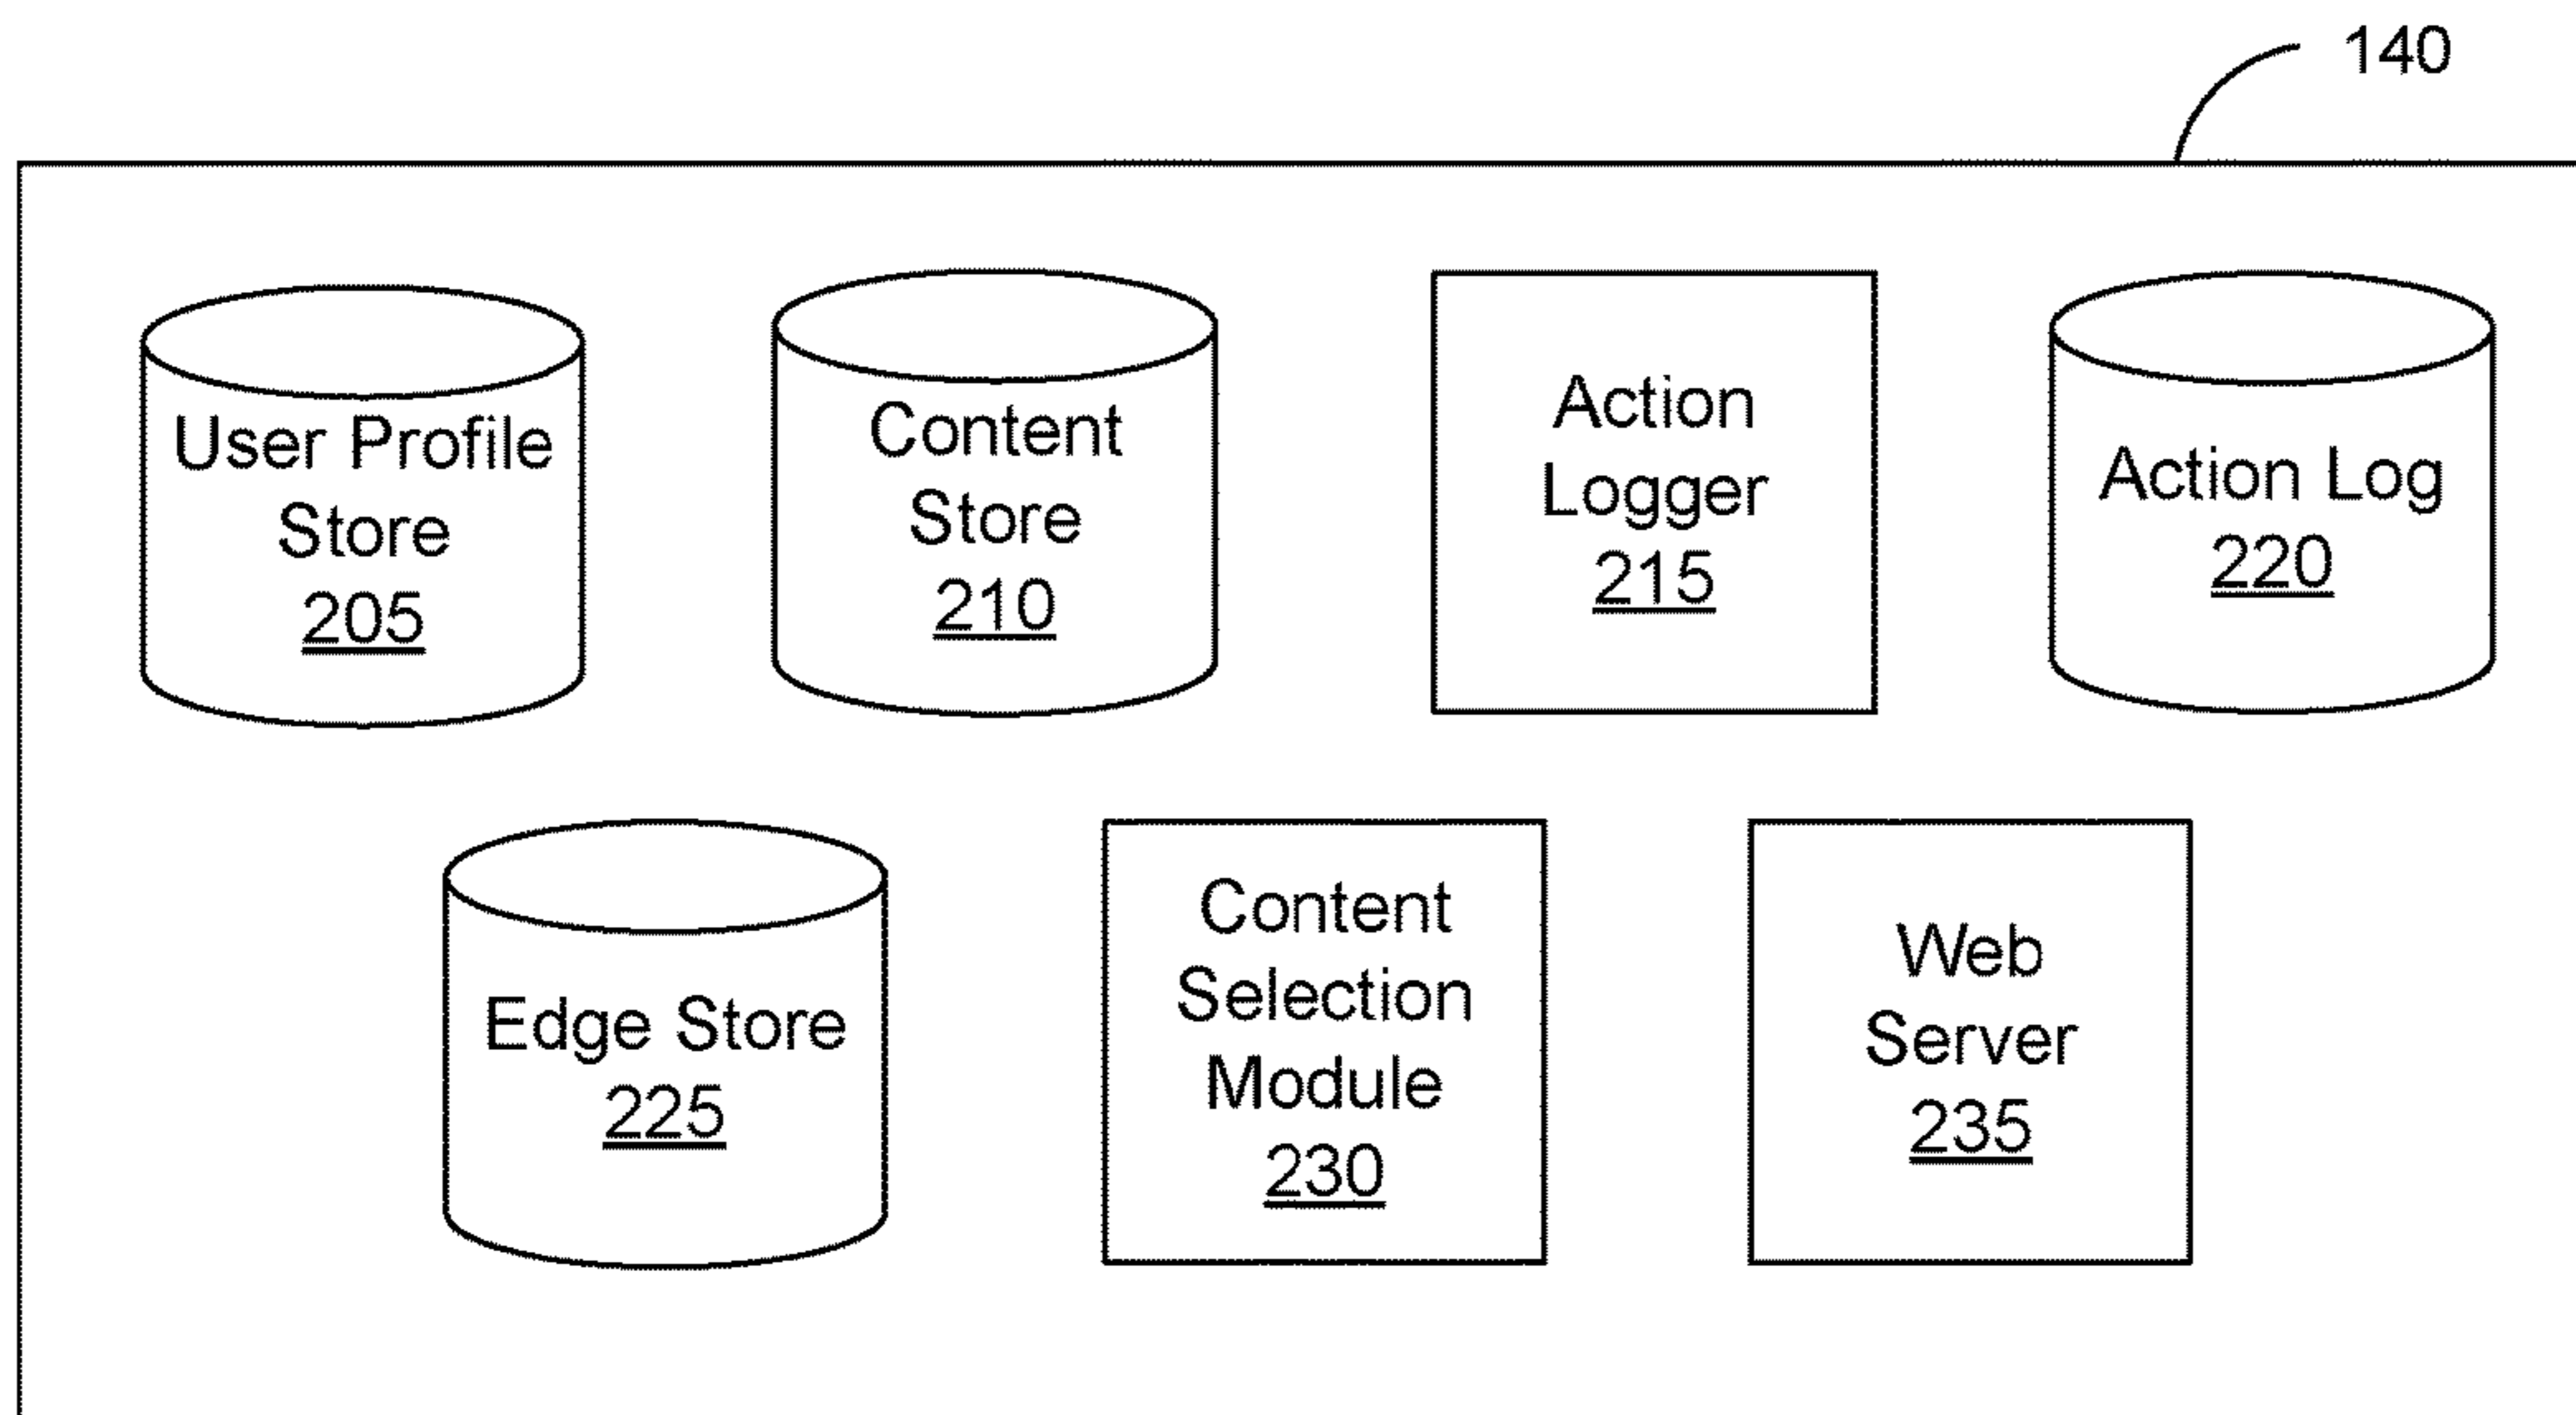 140
User Profile
Store
205
Content
Store
210
Action
Logger
215
Action Log
220
Edge Store
225
Content
Selection
Module
230
Web
Server
235